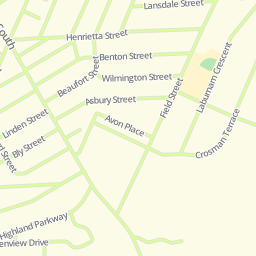 Lansdale Street
South
Henrietta Street
Benton Street
Wilmington Street
Beaufort Street
Laburnam Crescent
Asbury Street
Field Street
Linden Street
Avon Place
Crosman Terrace
Bly Street
Street
Highland Parkway
Drive